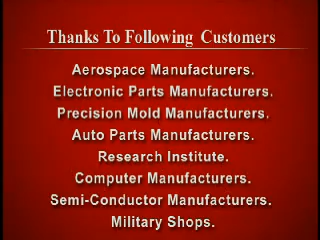 Thanks To Following Customers
Aerospace Manufacturers.
Electronic Parts Manufacturers.
Precision Mold Manufacturers.
Auto Parts Manufacturers.
Research Institute.
Computer Manufacturers.
Semi-Conductor Manufacturers.
Military Shops.